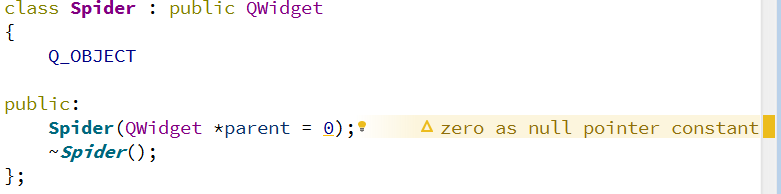 class Spider : public QWidget
{
    Q_OBJECT

public:
    Spider(QWidget *parent = 0); zero as null pointer constant
    ~Spider();
};